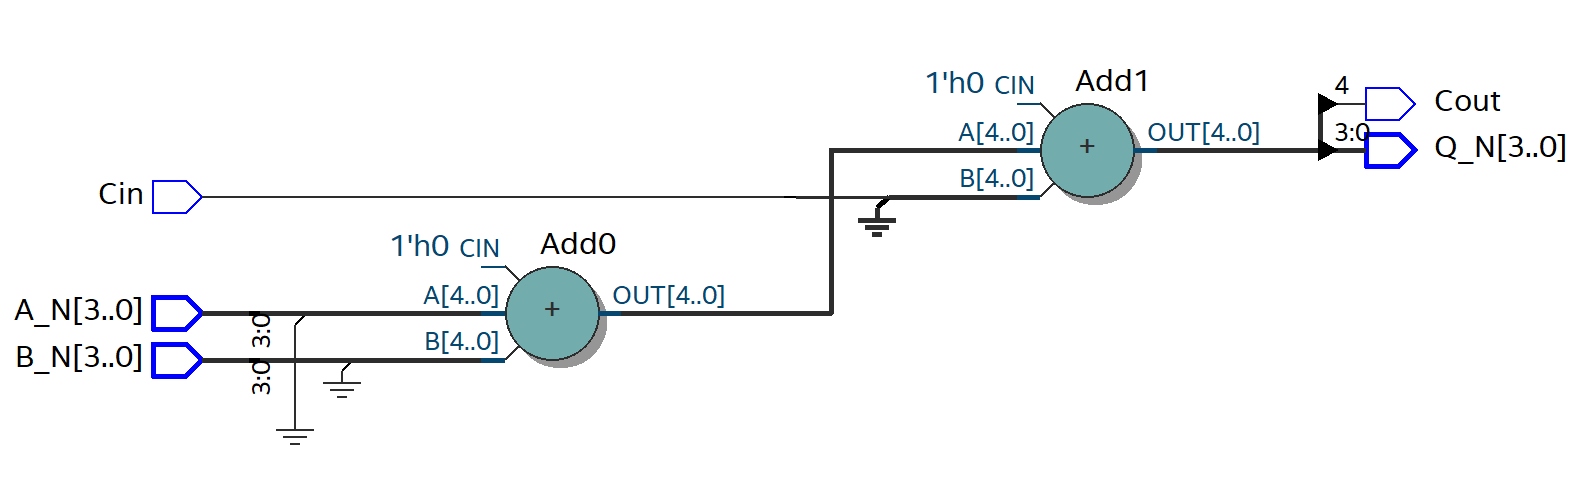 1'h0 CIN
Add1
4
Cout
A[4..0]
OUT[4..0]
3:0
Q_N[3..0]
B[4..0]
Cin
1'h0 CIN
Add0
A_N[3..0]
3:0
A[4..0]
OUT[4..0]
B_N[3..0]
3:0
B[4..0]
+
+